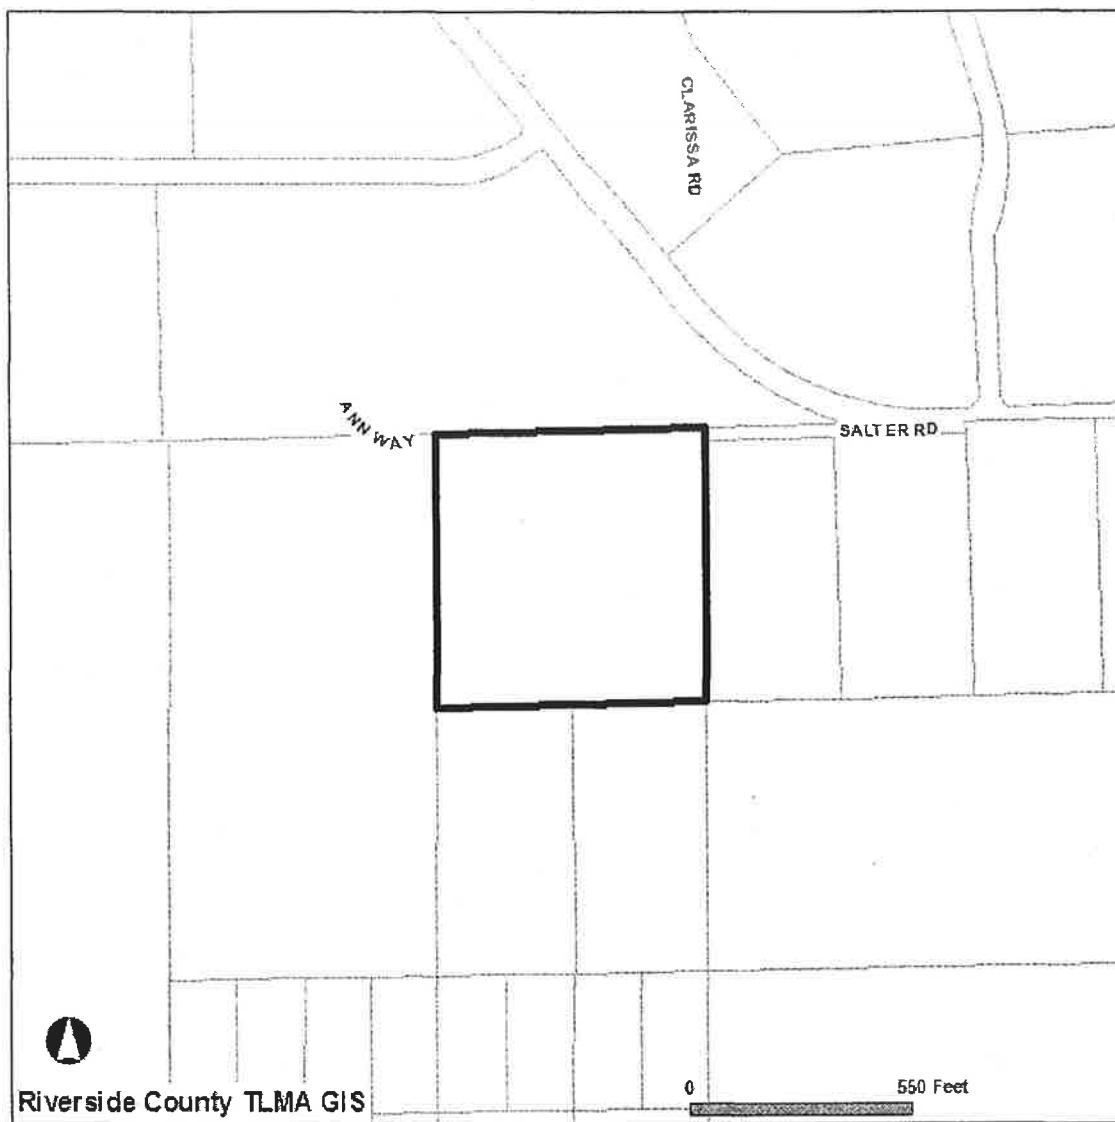 CLARISSA RD
ANN WAY
SALTER RD
0 550 Feet
Riverside County TLMA GIS